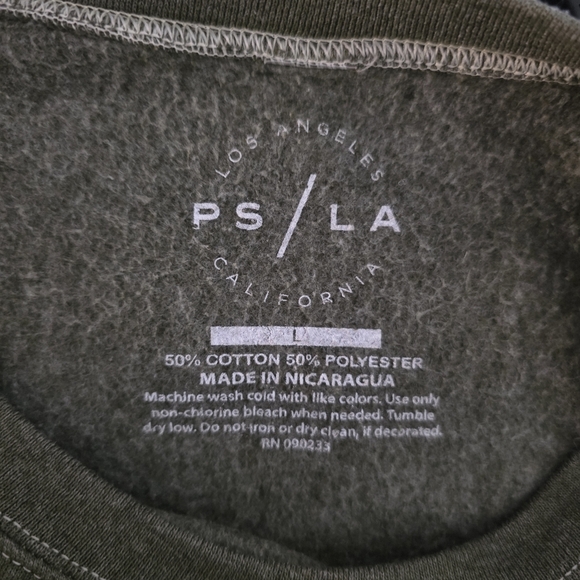 LOS ANGELES
PS/LA
CALIFORNIA
L
50% COTTON 50% POLYESTER
MADE IN NICARAGUA
Machine wash cold with like colors. Use only
non-chlorine bleach when needed. Tumble
dry low. Do not iron or dry clean, if decorated.
RN 090233